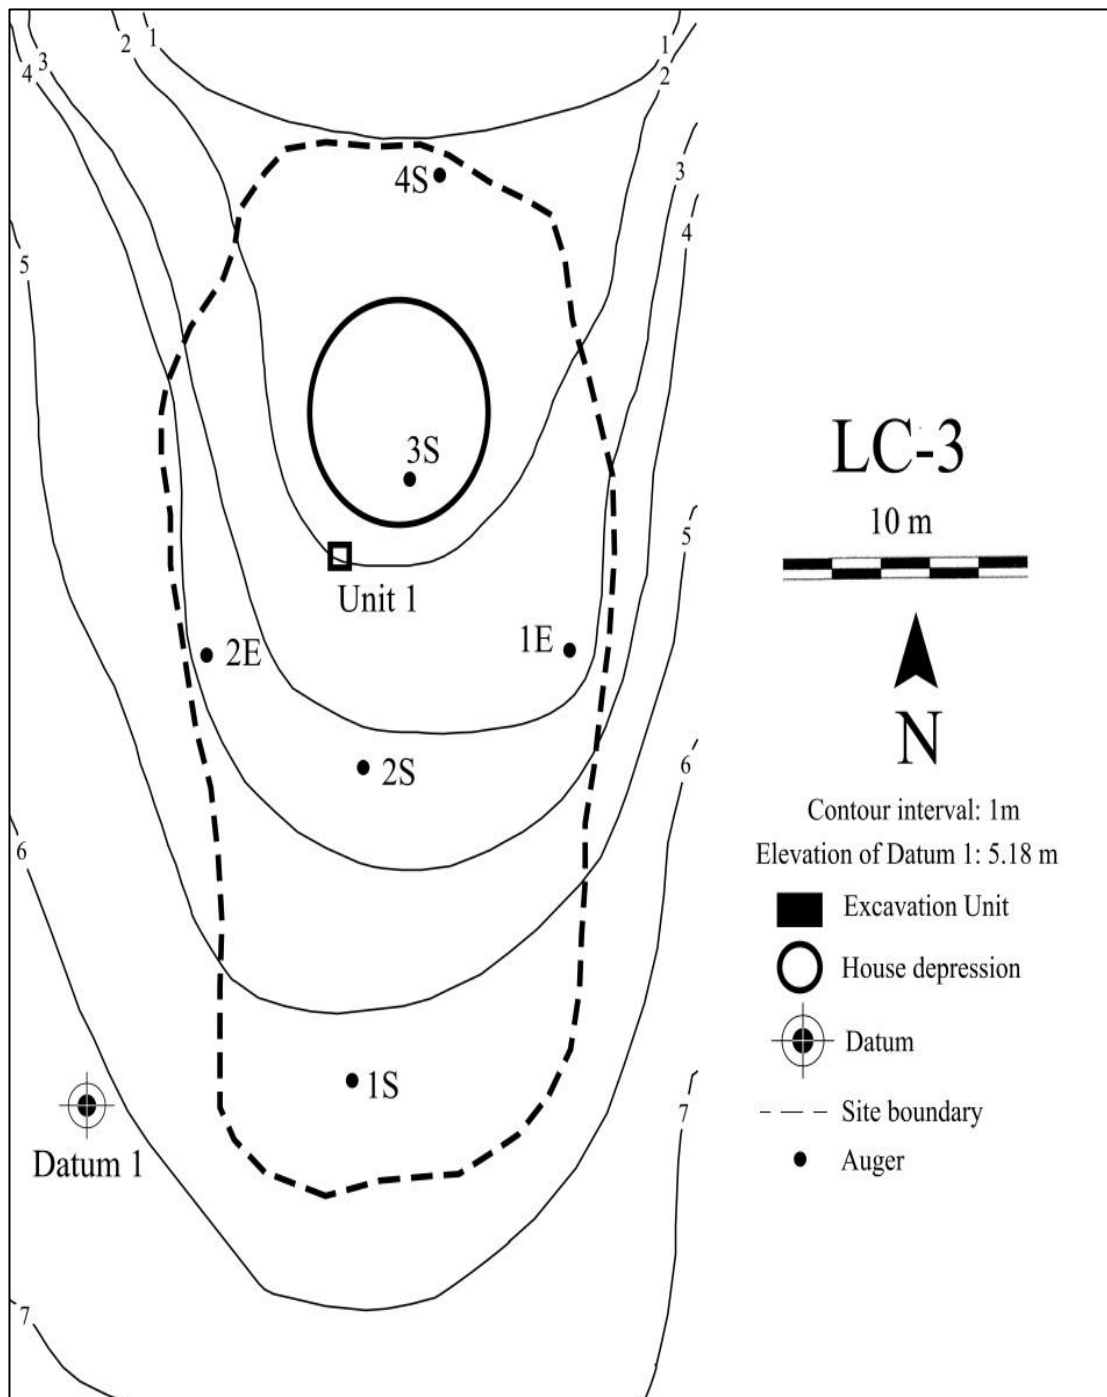 1
1
2
2
3
4
4S
3
4
5
3S
LC-3
10 m
5
Unit 1
2E
1E
N
2S
6
Contour interval: 1m
6
Elevation of Datum 1: 5.18 m
Excavation Unit
House depression
Datum
1S
7
Site boundary
Datum 1
Auger
7